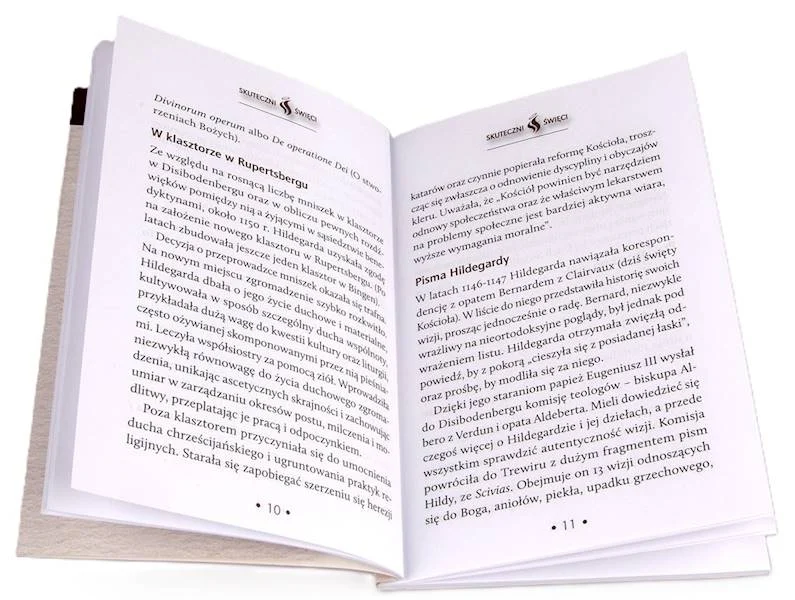 SKUTECZNI ŚWIĘCI
Divinorum operum albo De operatione Dei (O stwo-
rzeniach Bożych).
W klasztorze w Rupertsbergu
Ze względu na rosnącą liczbę mniszek w klasztorze
w Disibodenbergu oraz w obliczu pewnych rozdź-
więków pomiędzy nią a żyjącymi w sąsiedztwie bene-
dyktynami, około 1150 r. Hildegarda uzyskała zgodę
na założenie nowego klasztoru w Rupertsbergu. (Po
latach zbudowała jeszcze jeden klasztor w Bingen).
Decyzja o przeprowadzce mniszek okazała się trafna.
Na nowym miejscu zgromadzenie szybko rozkwitło.
Hildegarda dbała o jego życie duchowe i materialne,
kultywowała w sposób szczególny ducha wspólnoty,
przykładała dużą wagę do kwestii kultury oraz liturgii,
często ożywianej skomponowanymi przez nią pieśnia-
mi. Leczyła współsiostry za pomocą ziół. Wprowadziła
niezwykłą równowagę do życia duchowego zgroma-
dzenia, unikając ascetycznych skrajności i zachowując
umiar w zarządzaniu okresów postu, milczenia i mo-
dlitwy, przeplatając je pracą i odpoczynkiem.
Poza klasztorem przyczyniała się do umocnienia
ducha chrześcijańskiego i ugruntowania praktyk re-
ligijnych. Starała się zapobiegać szerzeniu się herezji
• 10 •
SKUTECZNI ŚWIĘCI
katarów oraz czynnie popierała reformę Kościoła, trosz-
cząc się zwłaszcza o odnowienie dyscypliny i obyczajów
kleru. Uważała, że „Kościół powinien być narzędziem
odnowy społeczeństwa oraz że właściwym lekarstwem
na problemy społeczne jest bardziej aktywna wiara,
wyższe wymagania moralne”.
Pisma Hildegardy
W latach 1146-1147 Hildegarda nawiązała korespon-
dencję z opatem Bernardem z Clairvaux (dziś święty
Kościoła). W liście do niego przedstawiła historię swoich
wizji, prosząc jednocześnie o radę. Bernard, niezwykle
wrażliwy na nieortodoksyjne poglądy, był jednak pod
wrażeniem listu. Hildegarda otrzymała zwięzłą od-
powiedź, by z pokorą „cieszyła się z posiadanej łaski”,
oraz prośbę, by modliła się za niego.
Dzięki jego staraniom papież Eugeniusz III wysłał
do Disibodenbergu komisję teologów – biskupa Al-
bero z Verdun i opata Aldeberta. Mieli dowiedzieć się
czegoś więcej o Hildegardzie i jej dziełach, a przede
wszystkim sprawdzić autentyczność wizji. Komisja
powróciła do Trewiru z dużym fragmentem pism
Hildy, ze Scivias. Obejmuje on 13 wizji odnoszących
się do Boga, aniołów, piekła, upadku grzechowego,
• 11 •